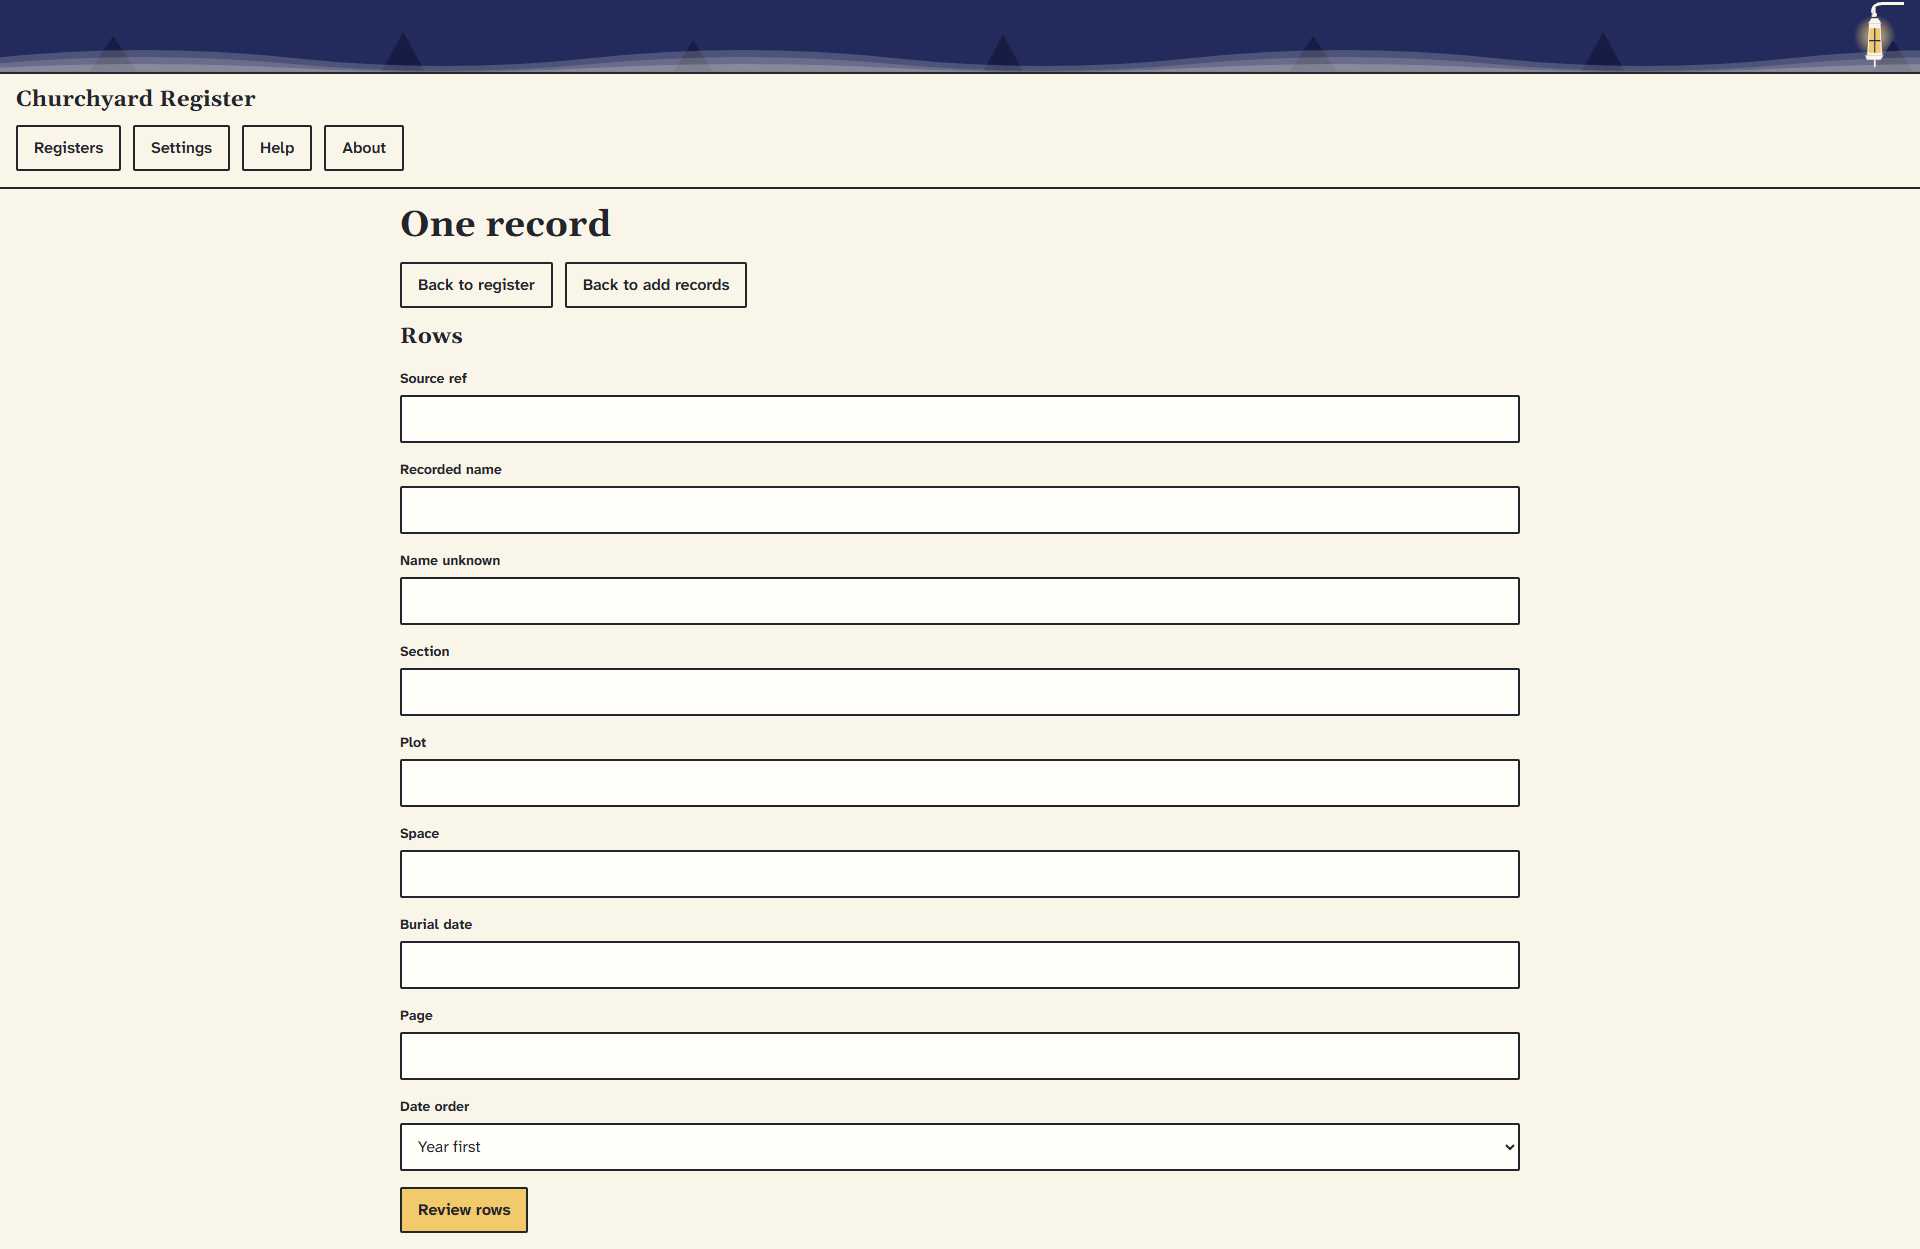 Churchyard Register
Registers Settings Help About
One record
Back to register Back to add records
Rows
Source ref
Recorded name
Name unknown
Section
Plot
Space
Burial date
Page
Date order
Year first
Review rows